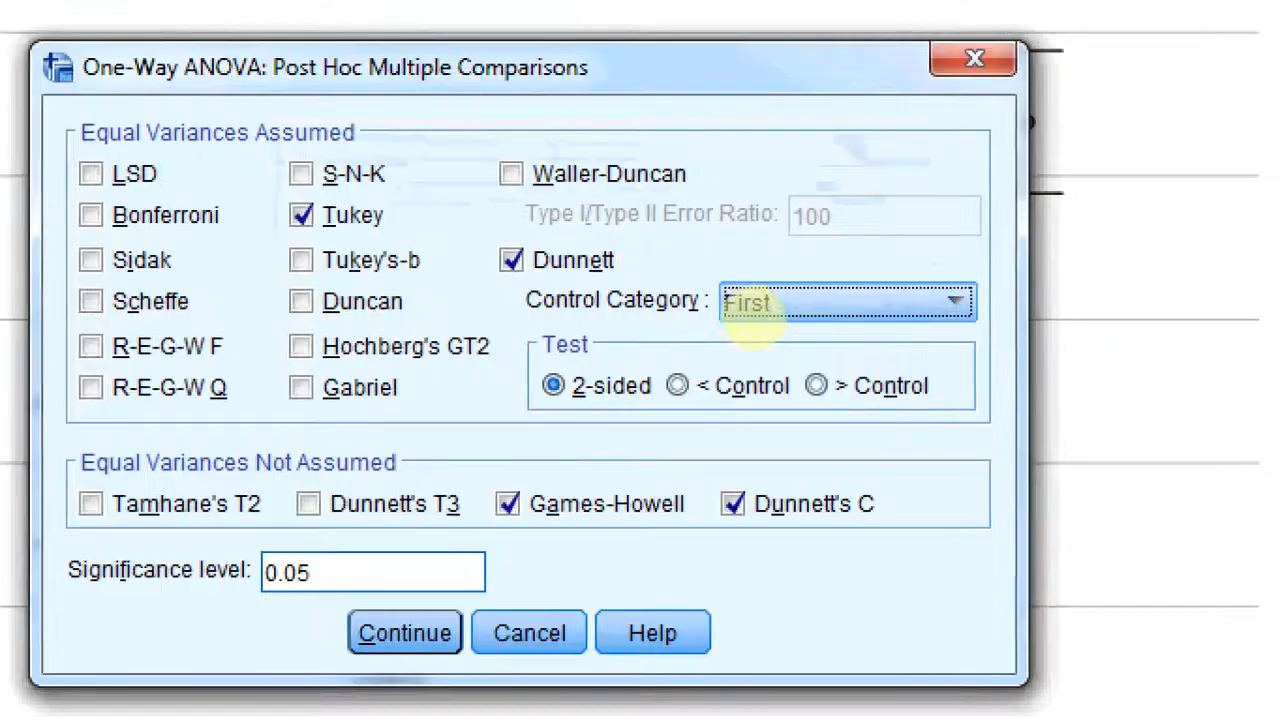 One-Way ANOVA: Post Hoc Multiple Comparisons
Equal Variances Assumed
LSD S-N-K Waller-Duncan
Bonferroni Tukey Type I/Type II Error Ratio: 100
Sidak Tukey's-b Dunnett
Scheffe Duncan Control Category : First
R-E-G-W F Hochberg's GT2 Test
R-E-G-W Q Gabriel 2-sided < Control > Control
Equal Variances Not Assumed
Tamhane's T2 Dunnett's T3 Games-Howell Dunnett's C
Significance level: 0.05
Continue Cancel Help